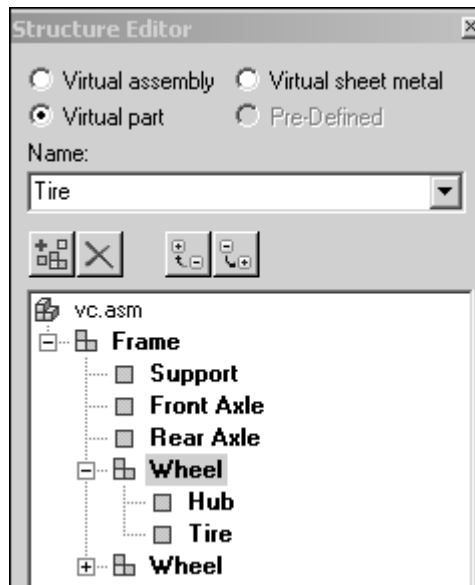 Structure Editor
Virtual assembly Virtual sheet metal
Virtual part Pre-Defined
Name:
Tire
vc.asm
Frame
Support
Front Axle
Rear Axle
Wheel
Hub
Tire
Wheel